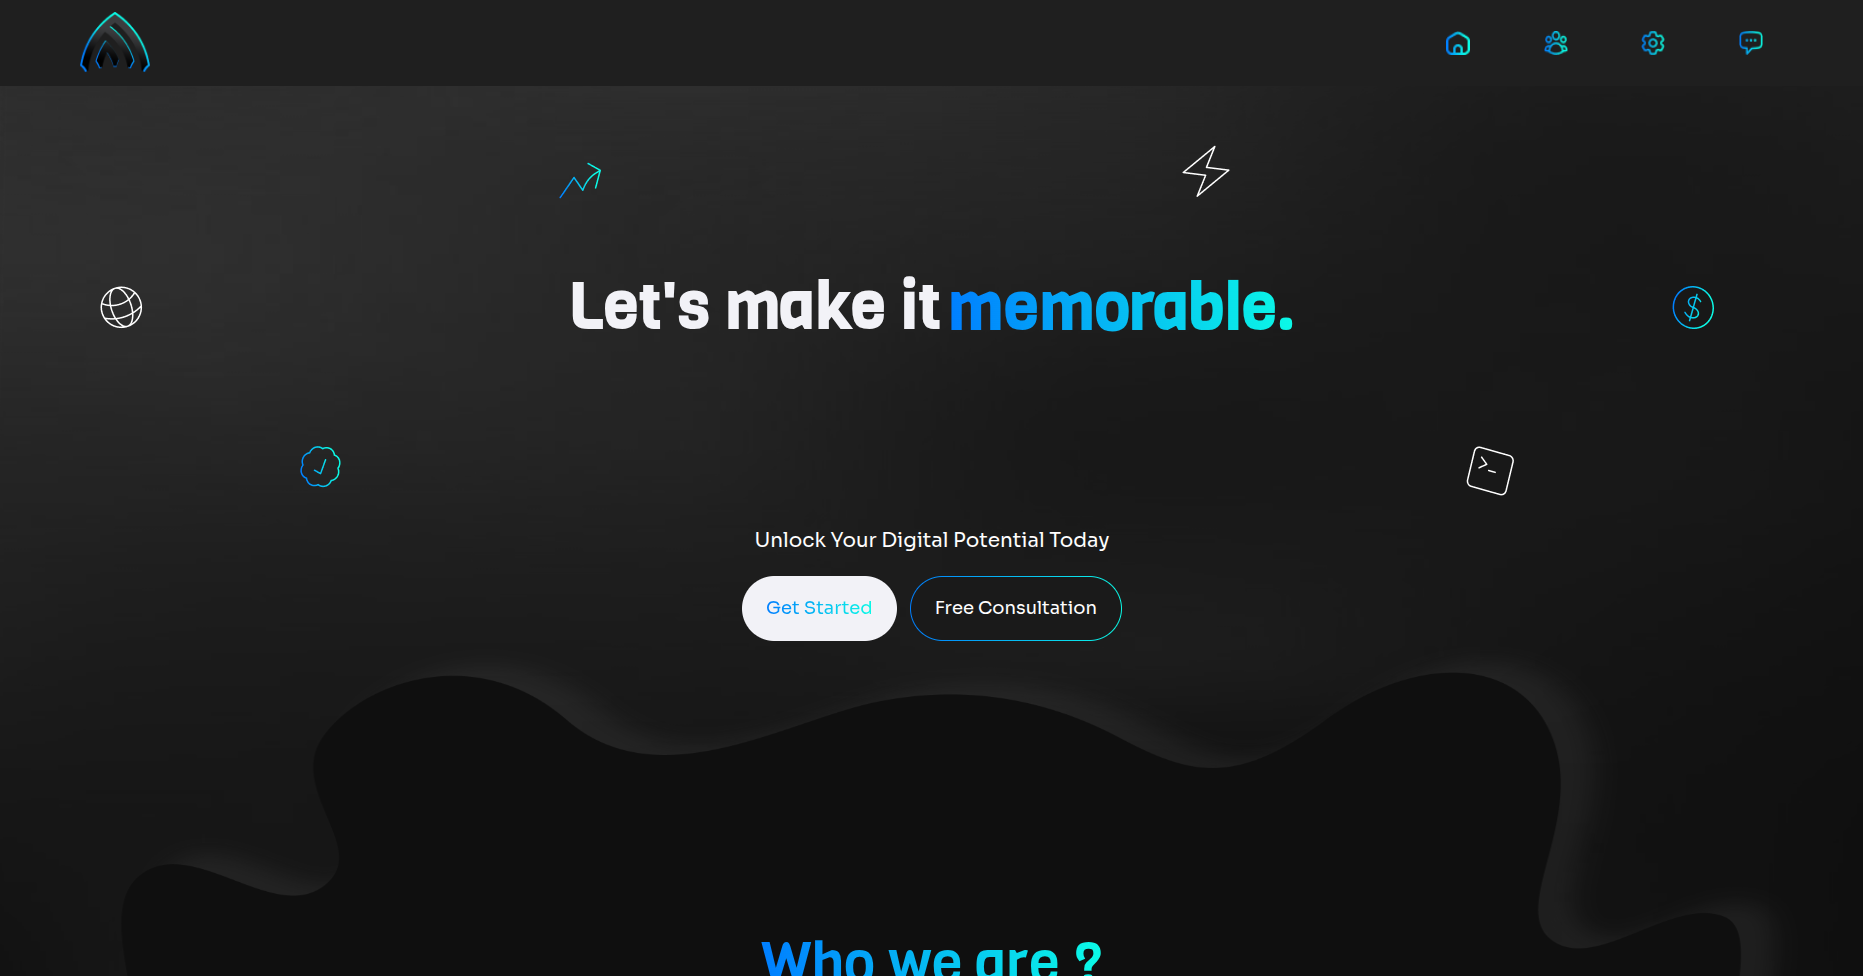 Let's make it memorable.
Unlock Your Digital Potential Today
Get Started
Free Consultation
Who we are ?